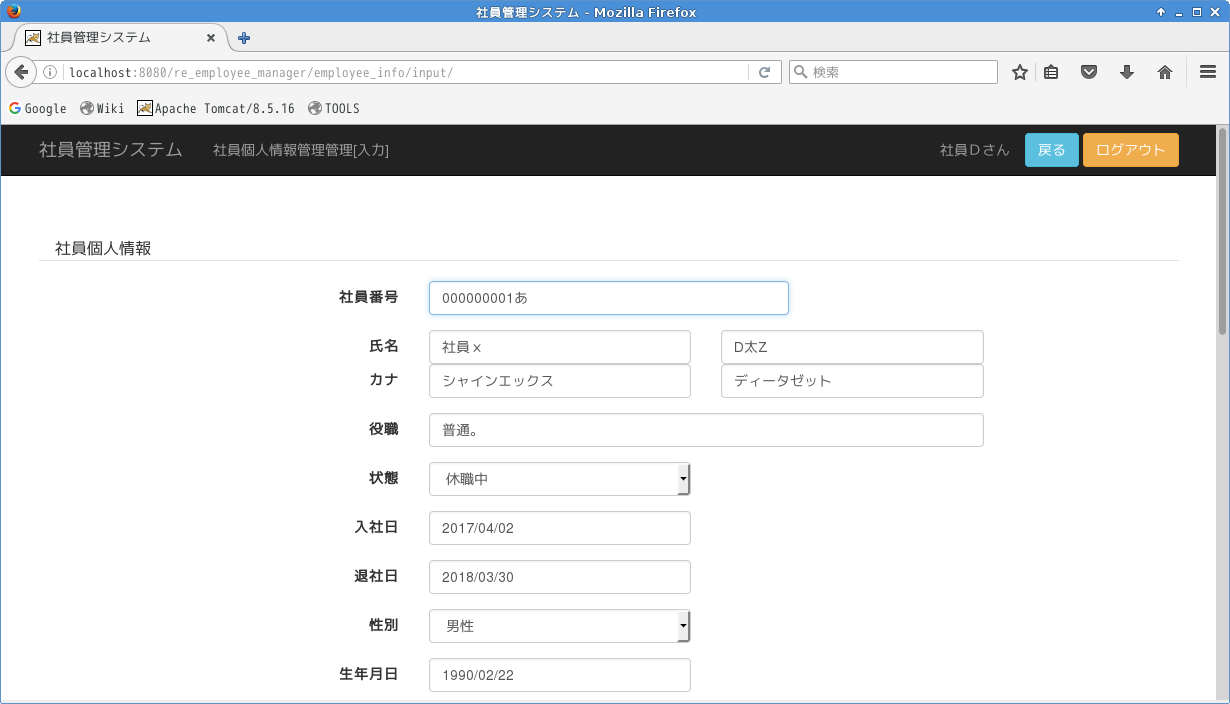 社員管理システム - Mozilla Firefox
社員管理システム
localhost:8080/re_employee_manager/employee_info/input/
検索
Google Wiki Apache Tomcat/8.5.16 TOOLS
社員管理システム 社員個人情報管理管理[入力] 社員Ｄさん 戻る ログアウト
社員個人情報
社員番号 000000001あ
氏名 社員ｘ D太Z
カナ シャインエックス ディータゼット
役職 普通。
状態 休職中
入社日 2017/04/02
退社日 2018/03/30
性別 男性
生年月日 1990/02/22